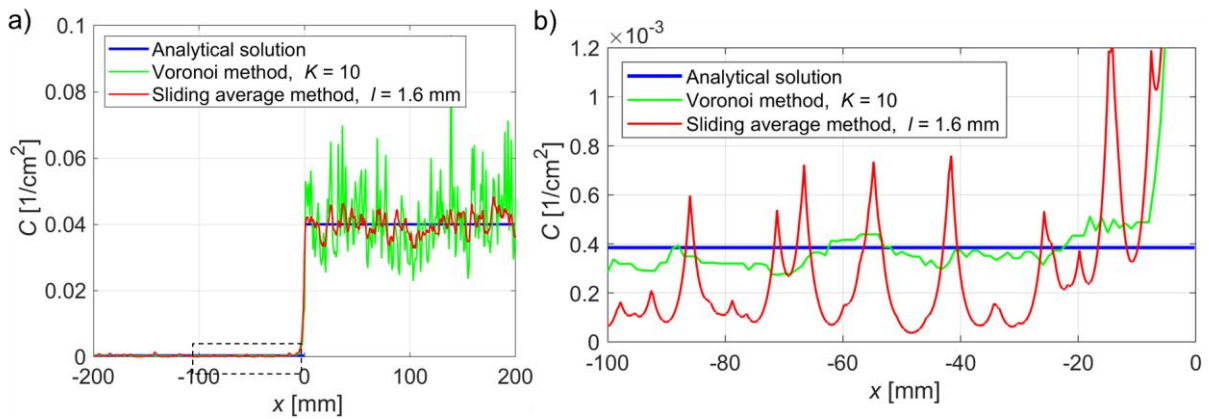 a)
C [1/cm²]
0.1
0.08
0.06
0.04
0.02
0
Analytical solution
Voronoi method, K = 10
Sliding average method, l = 1.6 mm
-200
-100
0
100
200
x [mm]
b)
×10⁻³
C [1/cm²]
1.2
1
0.8
0.6
0.4
0.2
0
Analytical solution
Voronoi method, K = 10
Sliding average method, l = 1.6 mm
-100
-80
-60
-40
-20
0
x [mm]